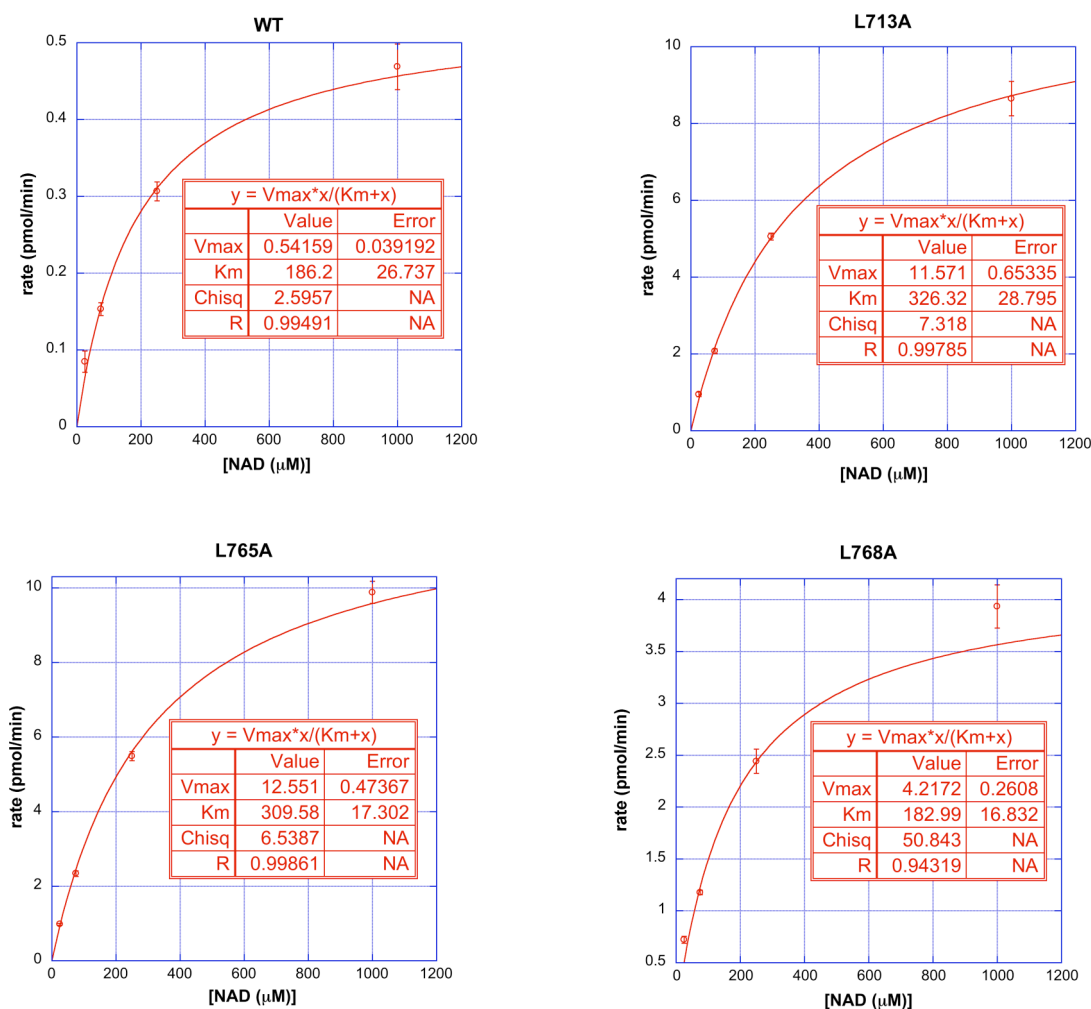 WT
0.5
0.4
0.3
0.2
0.1
0
rate (pmol/min)
y = Vmax*x/(Km+x)
Value Error
Vmax 0.54159 0.039192
Km 186.2 26.737
Chisq 2.5957 NA
R 0.99491 NA
0 200 400 600 800 1000 1200
[NAD (μM)]
L713A
10
8
6
4
2
0
rate (pmol/min)
y = Vmax*x/(Km+x)
Value Error
Vmax 11.571 0.65335
Km 326.32 28.795
Chisq 7.318 NA
R 0.99785 NA
0 200 400 600 800 1000 1200
[NAD (μM)]
L765A
10
8
6
4
2
0
rate (pmol/min)
y = Vmax*x/(Km+x)
Value Error
Vmax 12.551 0.47367
Km 309.58 17.302
Chisq 6.5387 NA
R 0.99861 NA
0 200 400 600 800 1000 1200
[NAD (μM)]
L768A
4
3.5
3
2.5
2
1.5
1
0.5
rate (pmol/min)
y = Vmax*x/(Km+x)
Value Error
Vmax 4.2172 0.2608
Km 182.99 16.832
Chisq 50.843 NA
R 0.94319 NA
0 200 400 600 800 1000 1200
[NAD (μM)]